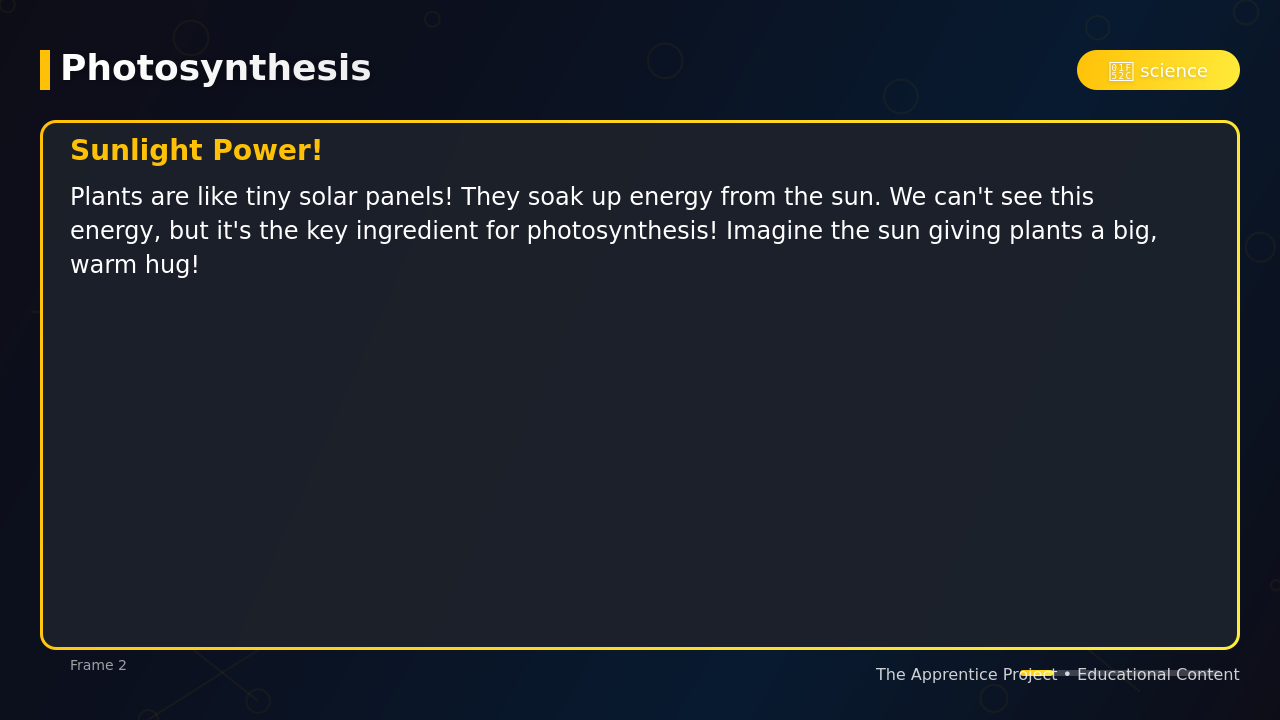 Photosynthesis
science
Sunlight Power!
Plants are like tiny solar panels! They soak up energy from the sun. We can't see this
energy, but it's the key ingredient for photosynthesis! Imagine the sun giving plants a big,
warm hug!
Frame 2
The Apprentice Project • Educational Content